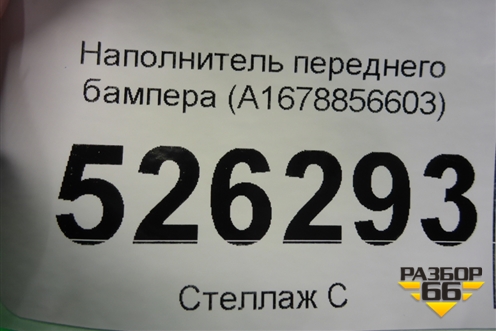 Наполнитель переднего
бампера (A1678856603)
526293
Стеллаж С
РАЗБОР
66